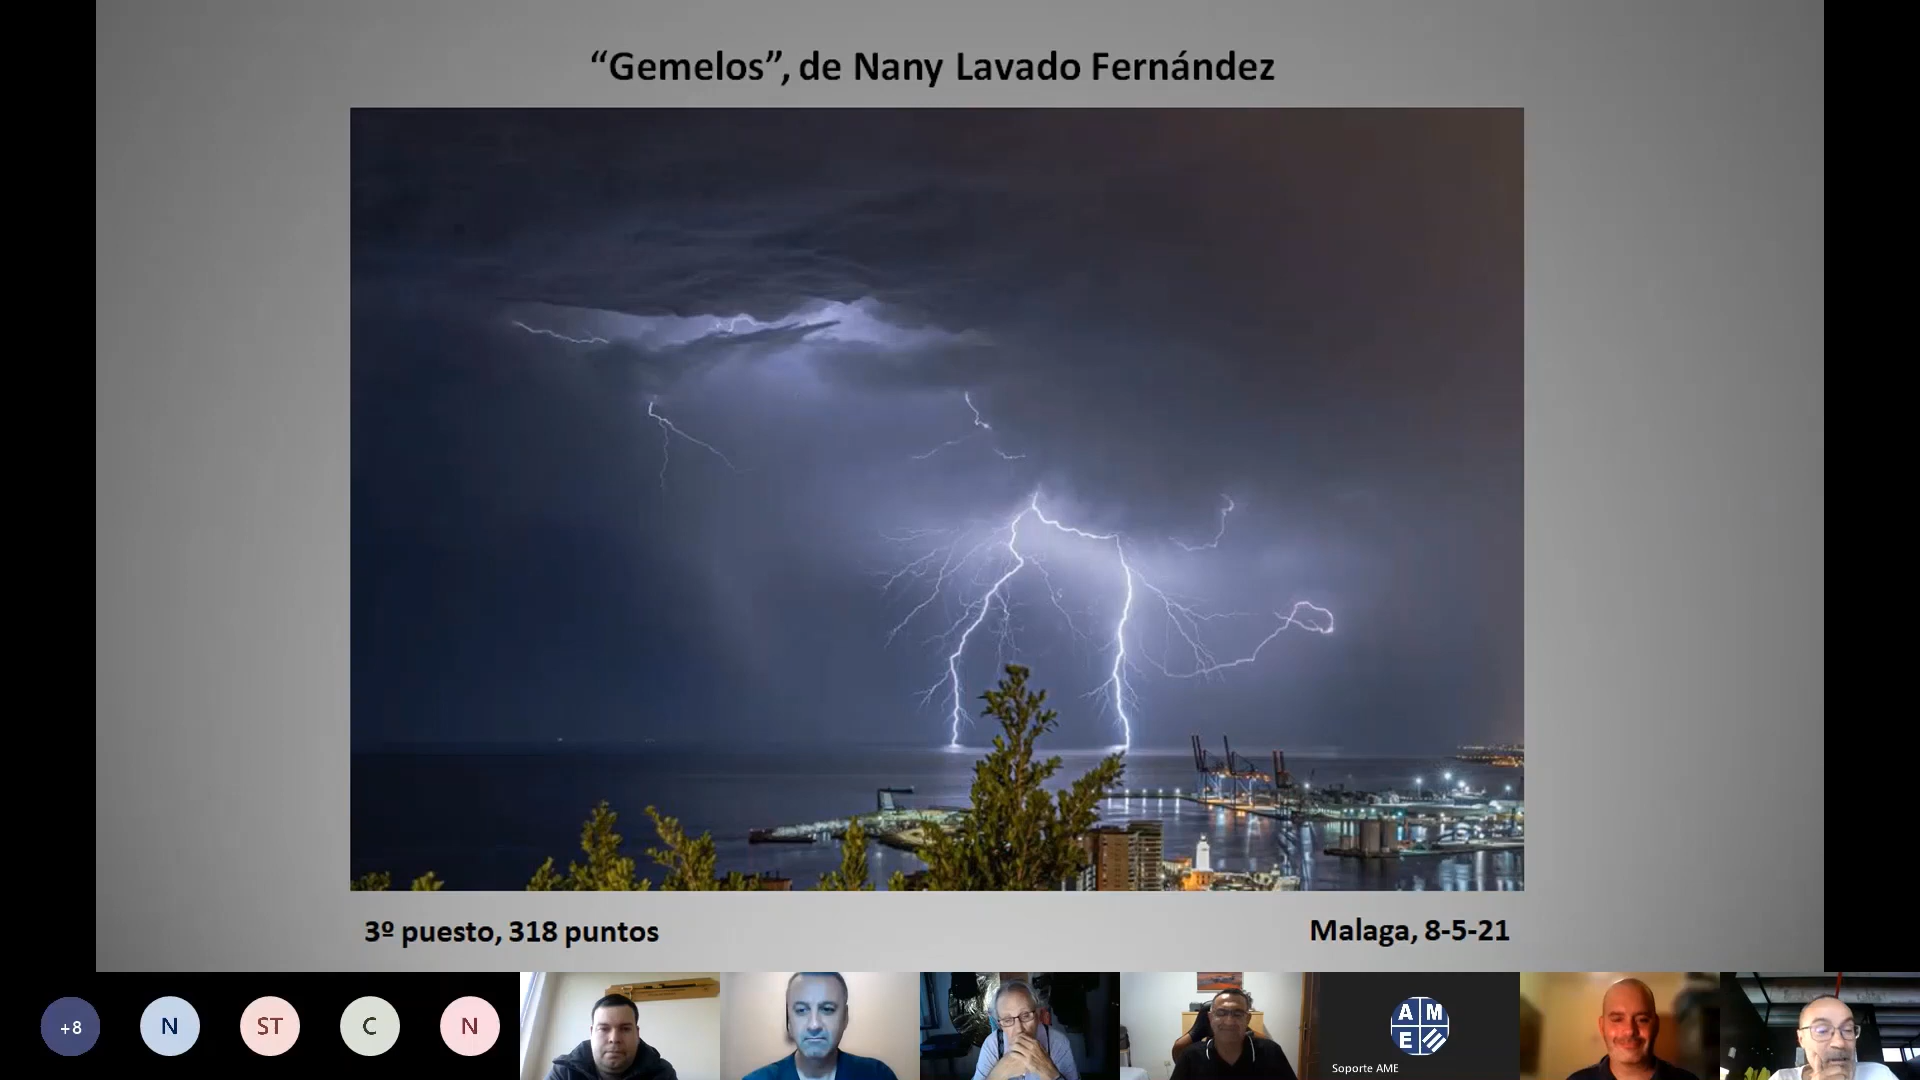 “Gemelos”, de Nany Lavado Fernández
3º puesto, 318 puntos
Malaga, 8-5-21
+8
N
ST
C
N
A M
E
Soporte AME